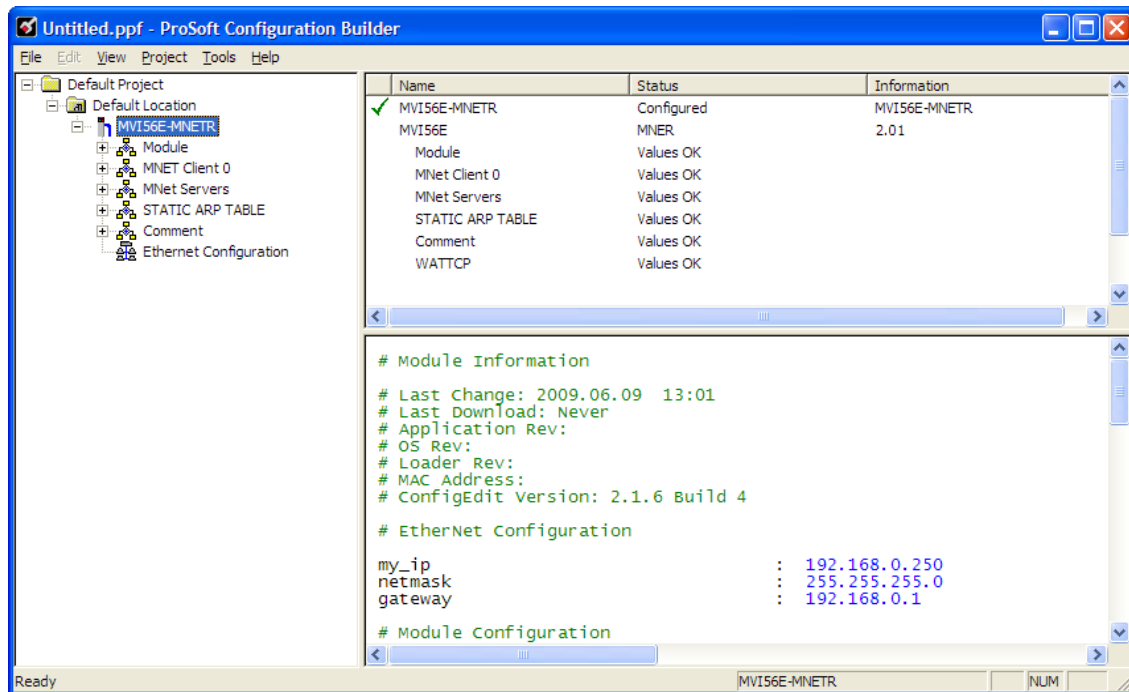 Untitled.ppf - ProSoft Configuration Builder
File Edit View Project Tools Help
Default Project
Default Location
MVI56E-MNETR
Module
MNET Client 0
MNet Servers
STATIC ARP TABLE
Comment
Ethernet Configuration
Name Status Information
MVI56E-MNETR Configured MVI56E-MNETR
MVI56E MNER 2.01
Module Values OK
MNet Client 0 Values OK
MNet Servers Values OK
STATIC ARP TABLE Values OK
Comment Values OK
WATTCP Values OK
# Module Information
# Last Change: 2009.06.09 13:01
# Last Download: Never
# Application Rev:
# OS Rev:
# Loader Rev:
# MAC Address:
# ConfigEdit Version: 2.1.6 Build 4
# EtherNet Configuration
my_ip : 192.168.0.250
netmask : 255.255.255.0
gateway : 192.168.0.1
# Module Configuration
Ready MVI56E-MNETR NUM